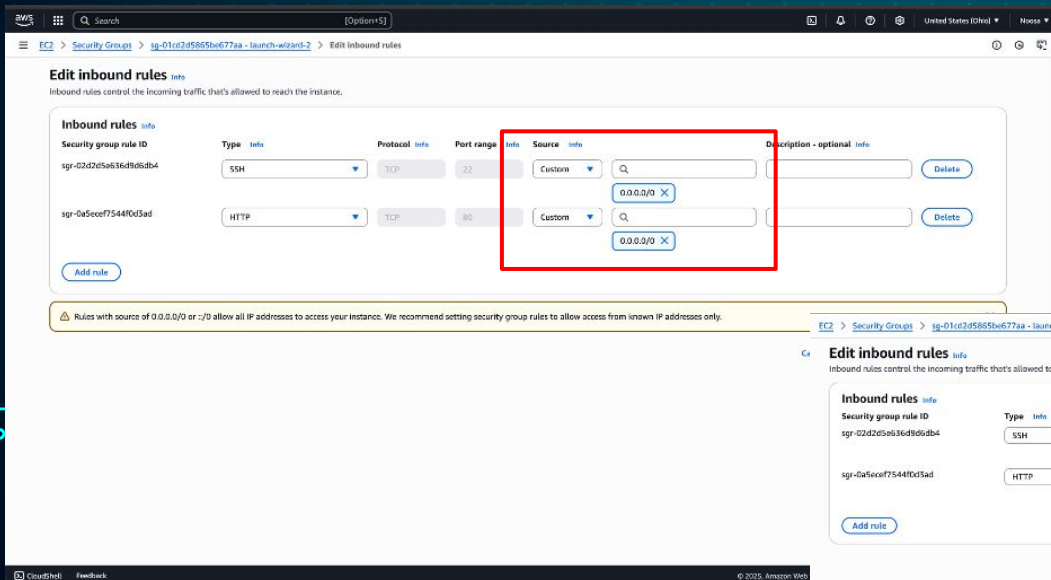 aws Search [Option+S] United States (Ohio) Noosa
EC2 > Security Groups > sg-01cd2d5865be677aa - launch-wizard-2 > Edit inbound rules
Edit inbound rules Info
Inbound rules control the incoming traffic that's allowed to reach the instance.
Inbound rules Info
Security group rule ID Type Info Protocol Info Port range Info Source Info Description - optional Info
sgr-02d2d5e636d9d6db4 SSH TCP 22 Custom Delete
0.0.0.0/0
sgr-0a5ecef7544f0d3ad HTTP TCP 80 Custom Delete
0.0.0.0/0
Add rule
Rules with source of 0.0.0.0/0 or ::/0 allow all IP addresses to access your instance. We recommend setting security group rules to allow access from known IP addresses only.
EC2 > Security Groups > sg-01cd2d5865be677aa - laun
Edit inbound rules Info
Inbound rules control the incoming traffic that's allowed to
Inbound rules Info
Security group rule ID Type Info
sgr-02d2d5e636d9d6db4 SSH
sgr-0a5ecef7544f0d3ad HTTP
Add rule
CloudShell Feedback © 2025, Amazon Web